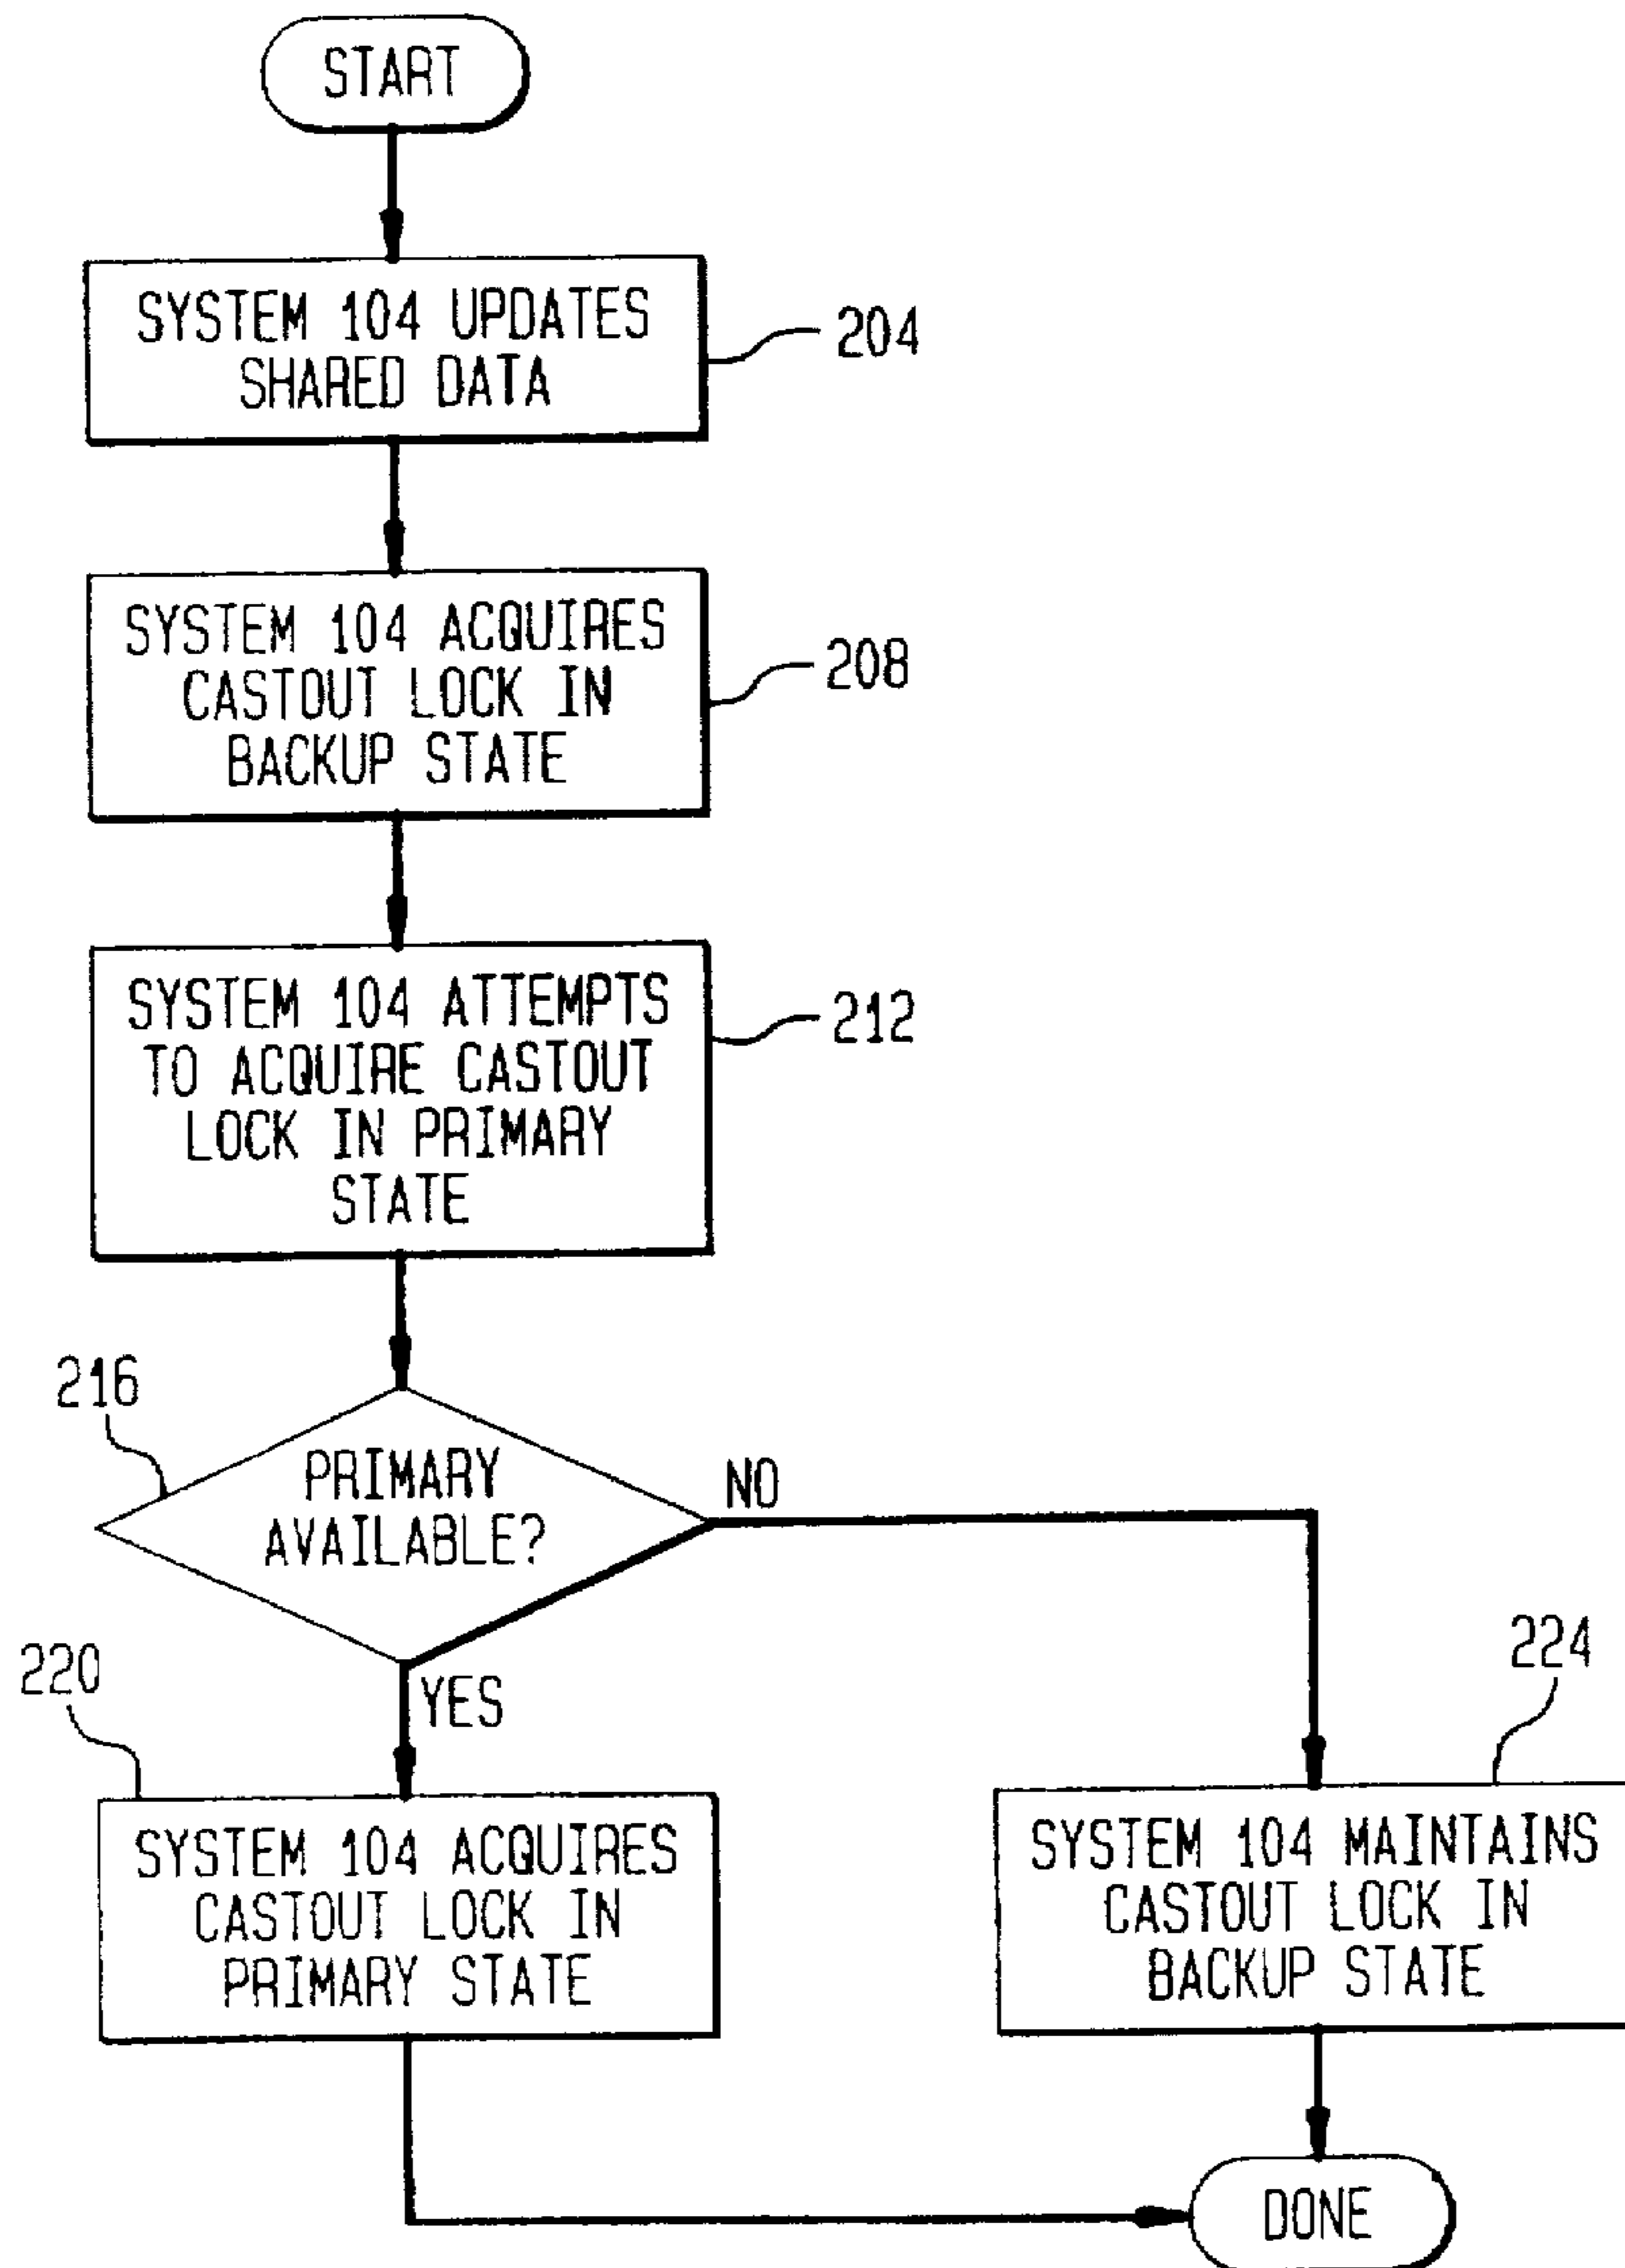 START
SYSTEM 104 UPDATES
SHARED DATA
204
SYSTEM 104 ACQUIRES
CASTOUT LOCK IN
BACKUP STATE
208
SYSTEM 104 ATTEMPTS
TO ACQUIRE CASTOUT
LOCK IN PRIMARY
STATE
212
216
PRIMARY
AVAILABLE?
NO
YES
220
SYSTEM 104 ACQUIRES
CASTOUT LOCK IN
PRIMARY STATE
224
SYSTEM 104 MAINTAINS
CASTOUT LOCK IN
BACKUP STATE
DONE